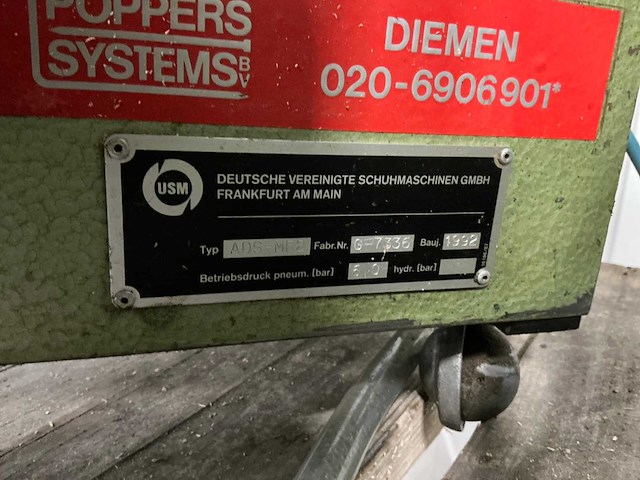 POPPERS
SYSTEMS BV
DIEMEN
020-6906901*
USM
DEUTSCHE VEREINIGTE SCHUHMASCHINEN GMBH
FRANKFURT AM MAIN
Typ Fabr.Nr. G-7336 Bauj. 1992
Betriebsdruck pneum. [bar] hydr. [bar]